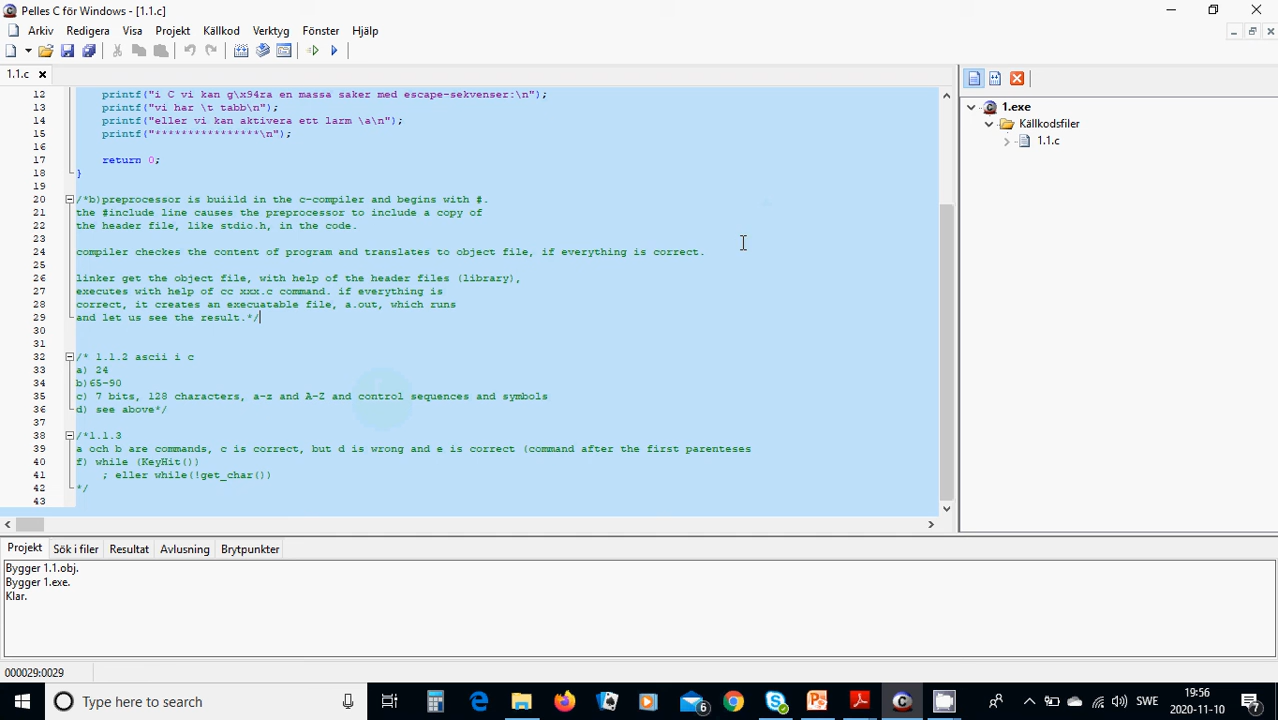 Pelles C för Windows - [1.1.c]
Arkiv Redigera Visa Projekt Källkod Verktyg Fönster Hjälp
1.1.c
12 printf("i C vi kan g\x94ra en massa saker med escape-sekvenser:\n");
13 printf("vi har \t tabb\n");
14 printf("eller vi kan aktivera ett larm \a\n");
15 printf("****************\n");
16
17 return 0;
18 }
19
20 /*b)preprocessor is buiild in the c-compiler and begins with #.
21 the #include line causes the preprocessor to include a copy of
22 the header file, like stdio.h, in the code.
23
24 compiler checkes the content of program and translates to object file, if everything is correct.
25
26 linker get the object file, with help of the header files (library),
27 executes with help of cc xxx.c command. if everything is
28 correct, it creates an execuatable file, a.out, which runs
29 and let us see the result.*/
30
31
32 /* 1.1.2 ascii i c
33 a) 24
34 b)65-90
35 c) 7 bits, 128 characters, a-z and A-Z and control sequences and symbols
36 d) see above*/
37
38 /*1.1.3
39 a och b are commands, c is correct, but d is wrong and e is correct (command after the first parenteses
40 f) while (KeyHit())
41 ; eller while(!get_char())
42 */
43
1.exe
Källkodsfiler
1.1.c
Projekt Sök i filer Resultat Avlusning Brytpunkter
Bygger 1.1.obj.
Bygger 1.exe.
Klar.
000029:0029
Type here to search
6
SWE
19:56
2020-11-10
7